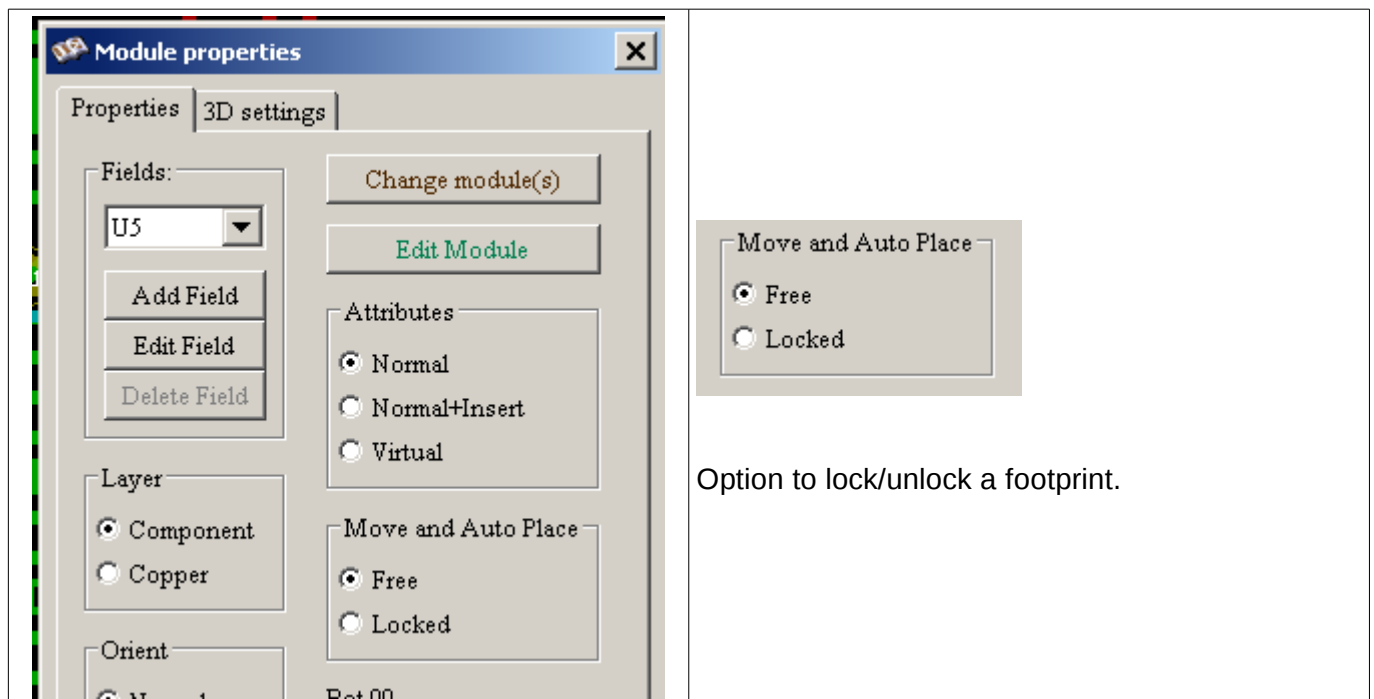 Module properties
Properties
3D settings
Fields:
U5
Add Field
Edit Field
Delete Field
Layer
Component
Copper
Orient
Change module(s)
Edit Module
Attributes
Normal
Normal+Insert
Virtual
Move and Auto Place
Free
Locked
Move and Auto Place
Free
Locked
Option to lock/unlock a footprint.